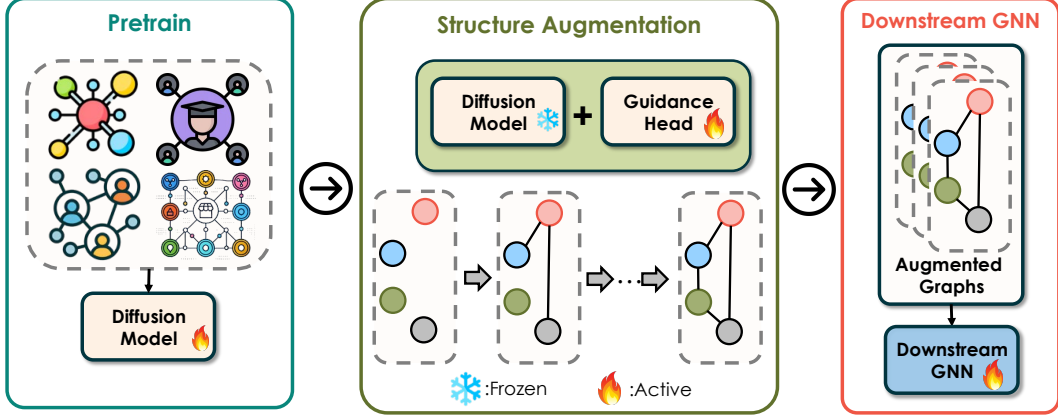 Pretrain
Diffusion
Model
Structure Augmentation
Diffusion
Model
+
Guidance
Head
...
:Frozen
:Active
Downstream GNN
Augmented
Graphs
Downstream
GNN